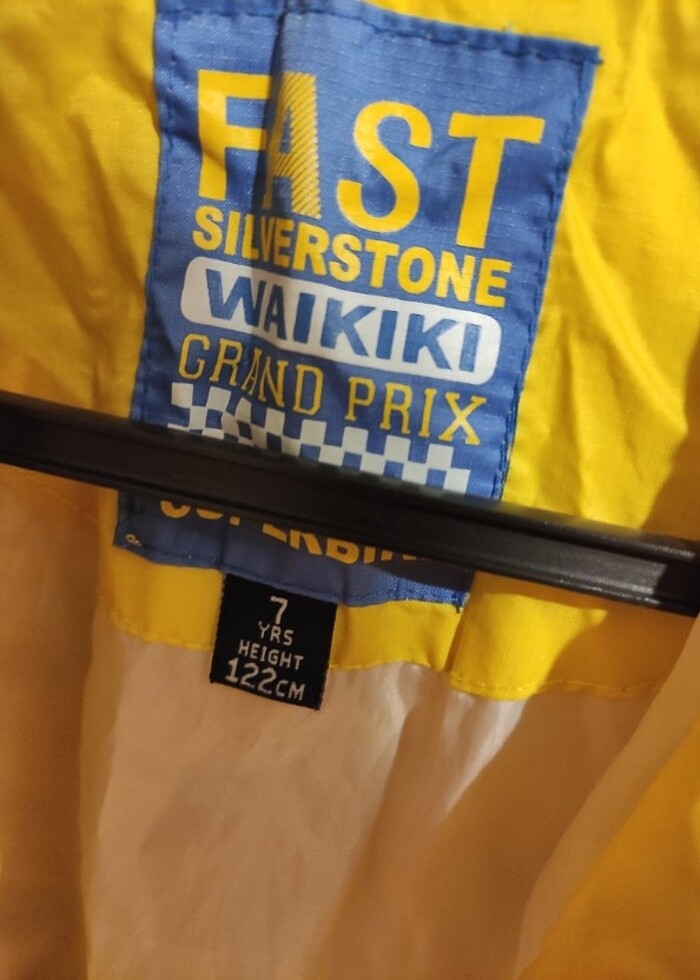 FAST
SILVERSTONE
WAIKIKI
GRAND PRIX
7
YRS
HEIGHT
122CM